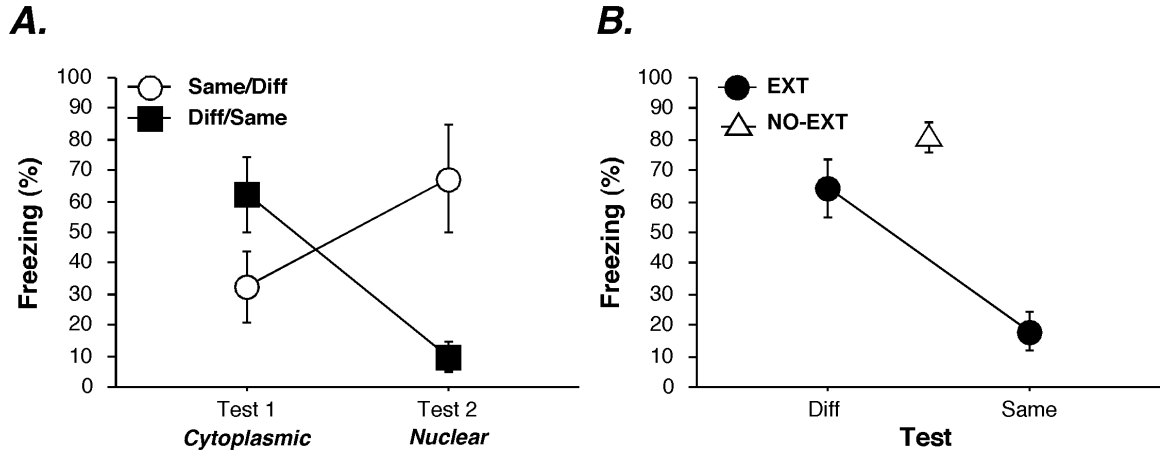 A.
Freezing (%)
100
90
80
70
60
50
40
30
20
10
0
Same/Diff
Diff/Same
Test 1
Test 2
Cytoplasmic
Nuclear
B.
Freezing (%)
100
90
80
70
60
50
40
30
20
10
0
EXT
NO-EXT
Diff
Same
Test